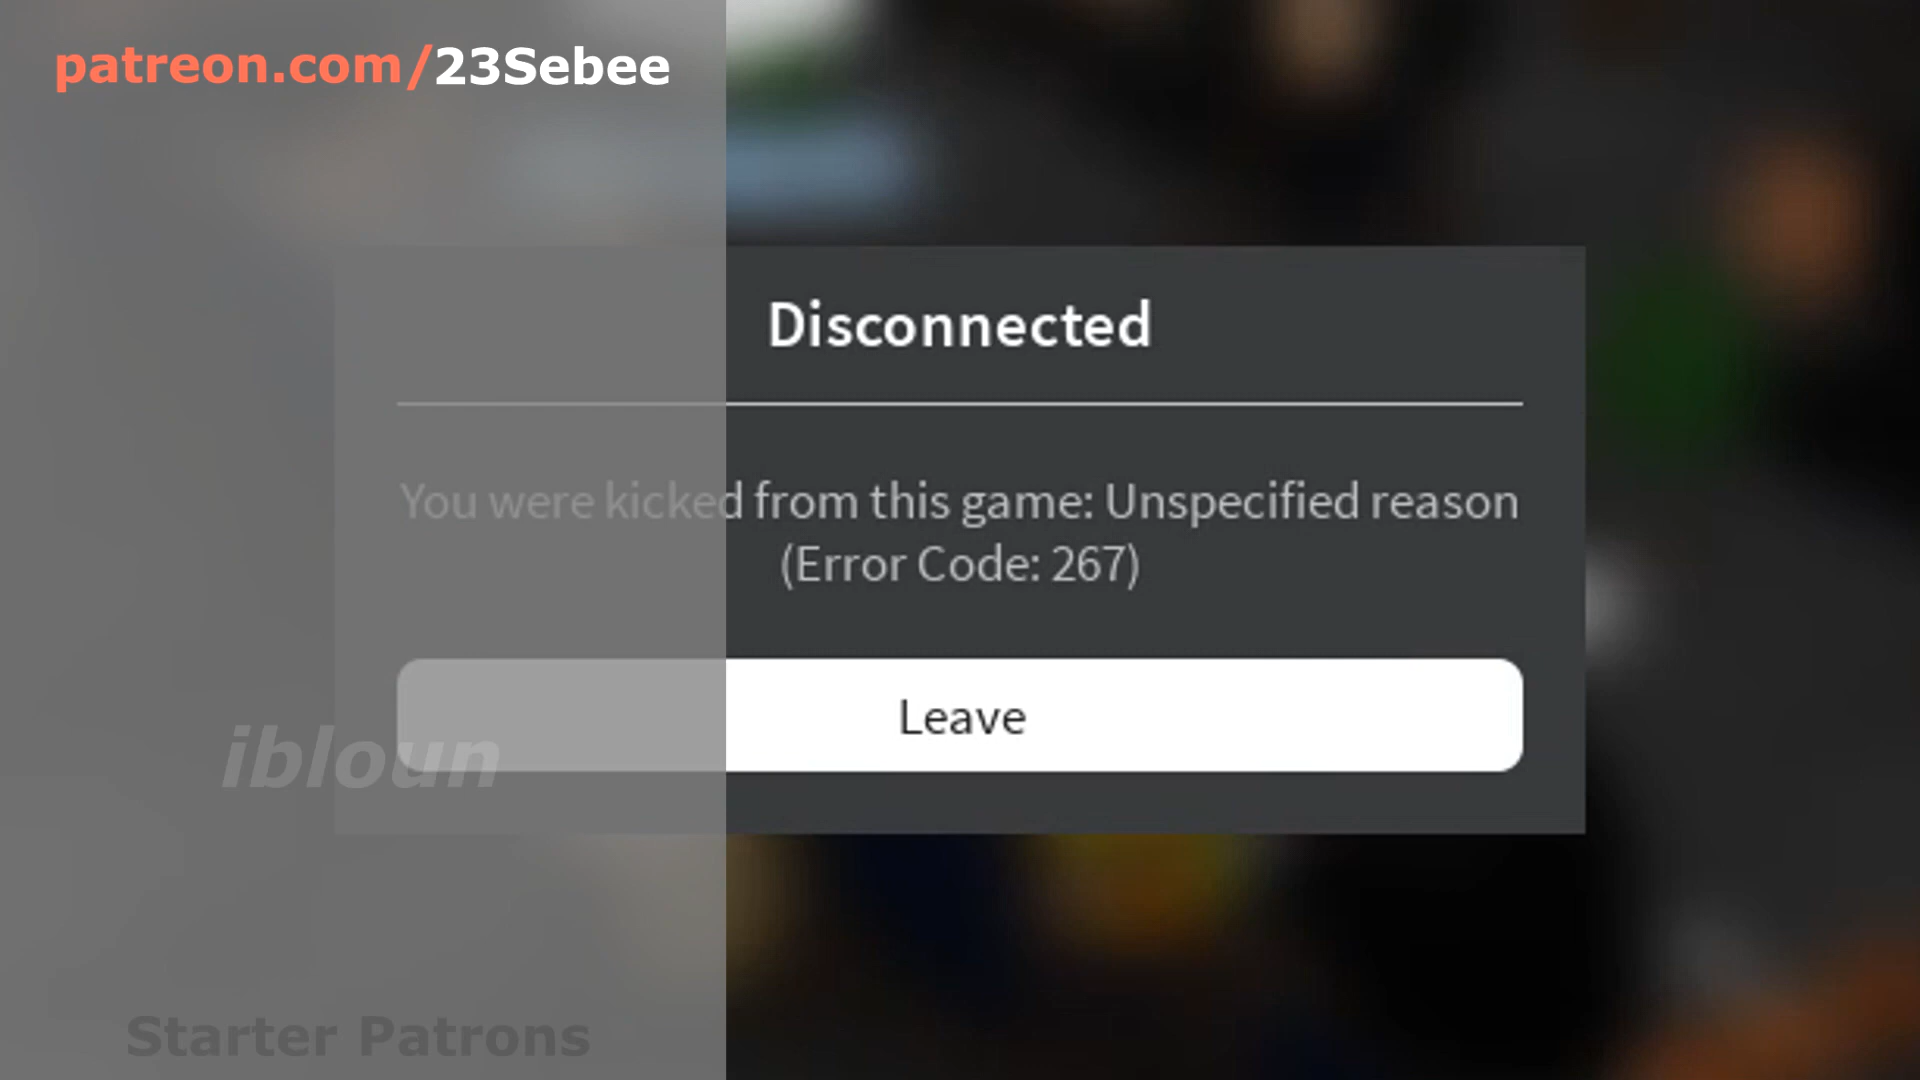 patreon.com/23Sebee
Disconnected
You were kicked from this game: Unspecified reason
(Error Code: 267)
Leave
ibloun
Starter Patrons